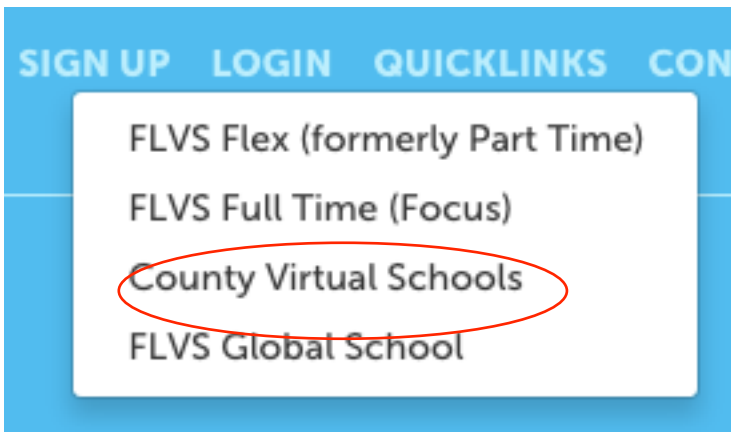 SIGN UP LOGIN QUICKLINKS CON
FLVS Flex (formerly Part Time)
FLVS Full Time (Focus)
County Virtual Schools
FLVS Global School